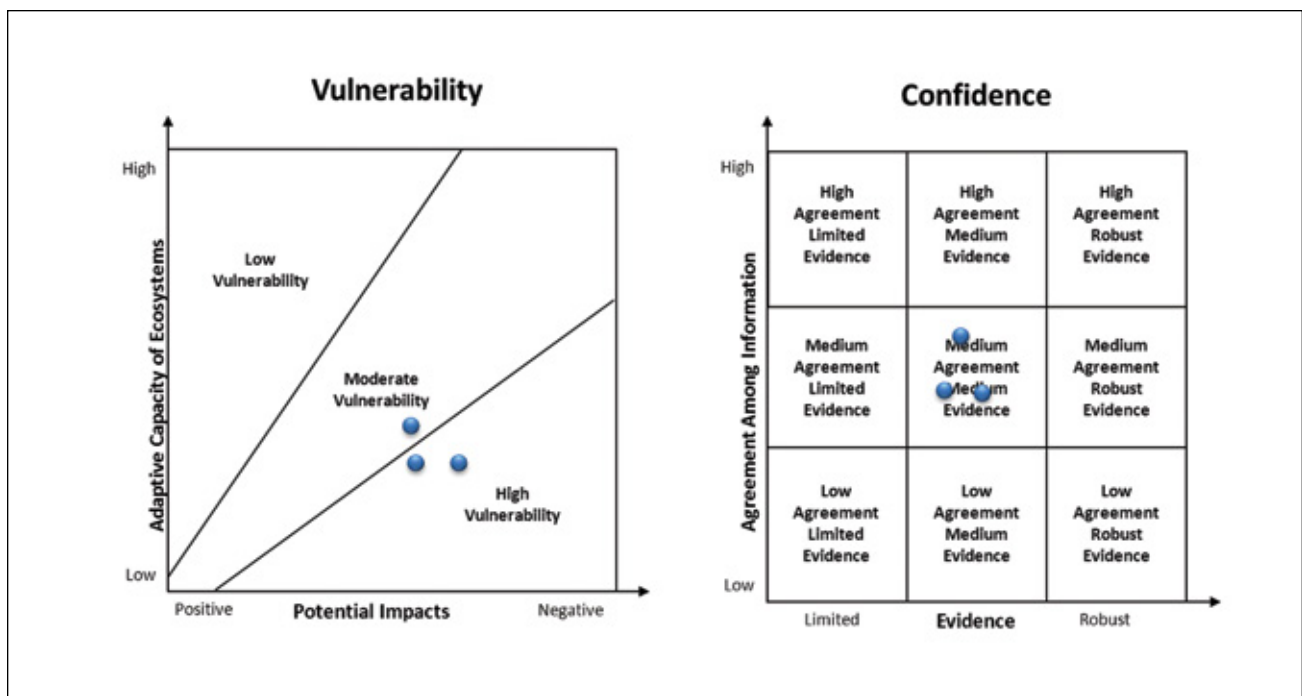 Vulnerability
High
Low
Vulnerability
Moderate
Vulnerability
High
Vulnerability
Low
Adaptive Capacity of Ecosystems
Positive
Potential Impacts
Negative
Confidence
High
High
Agreement
Limited
Evidence
High
Agreement
Medium
Evidence
High
Agreement
Robust
Evidence
Medium
Agreement
Limited
Evidence
Medium
Agreement
Medium
Evidence
Medium
Agreement
Robust
Evidence
Low
Agreement
Limited
Evidence
Low
Agreement
Medium
Evidence
Low
Agreement
Robust
Evidence
Low
Agreement Among Information
Limited
Evidence
Robust